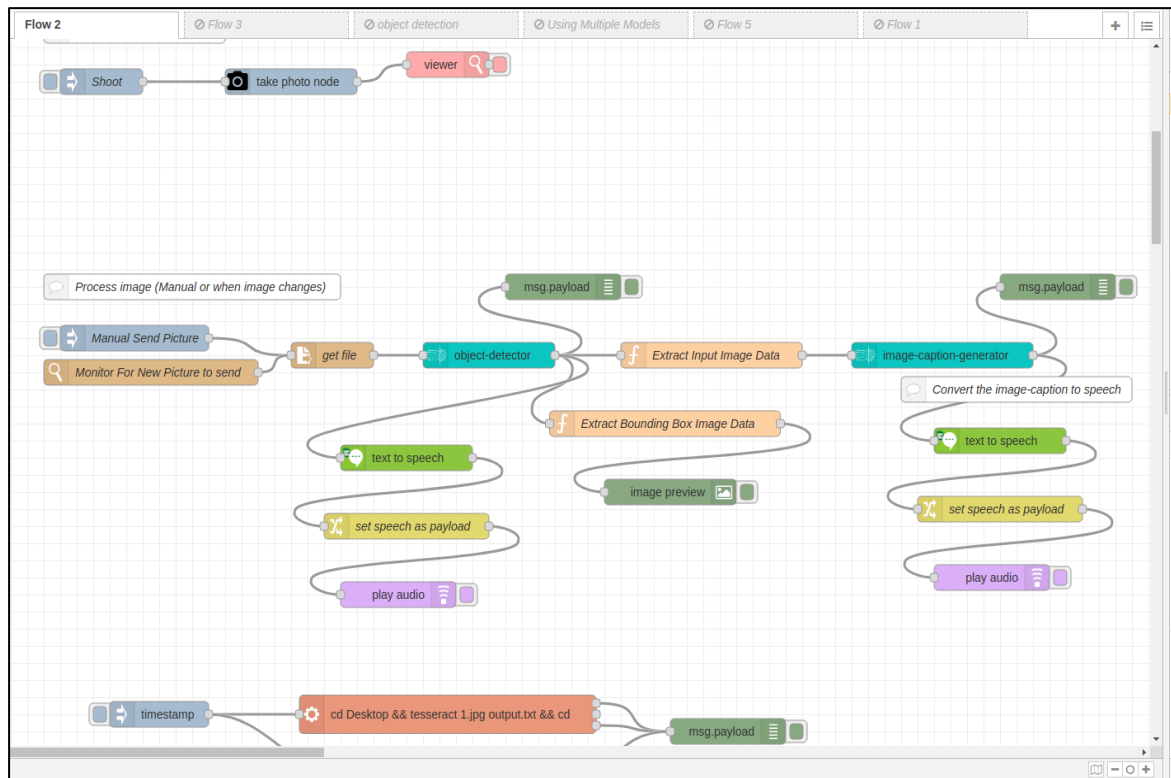 Flow 2
Flow 3
object detection
Using Multiple Models
Flow 5
Flow 1
Shoot
take photo node
viewer
Process image (Manual or when image changes)
msg.payload
msg.payload
Manual Send Picture
get file
object-detector
Extract Input Image Data
image-caption-generator
Monitor For New Picture to send
Convert the image-caption to speech
Extract Bounding Box Image Data
text to speech
text to speech
image preview
set speech as payload
set speech as payload
play audio
play audio
timestamp
cd Desktop && tesseract 1.jpg output.txt && cd
msg.payload